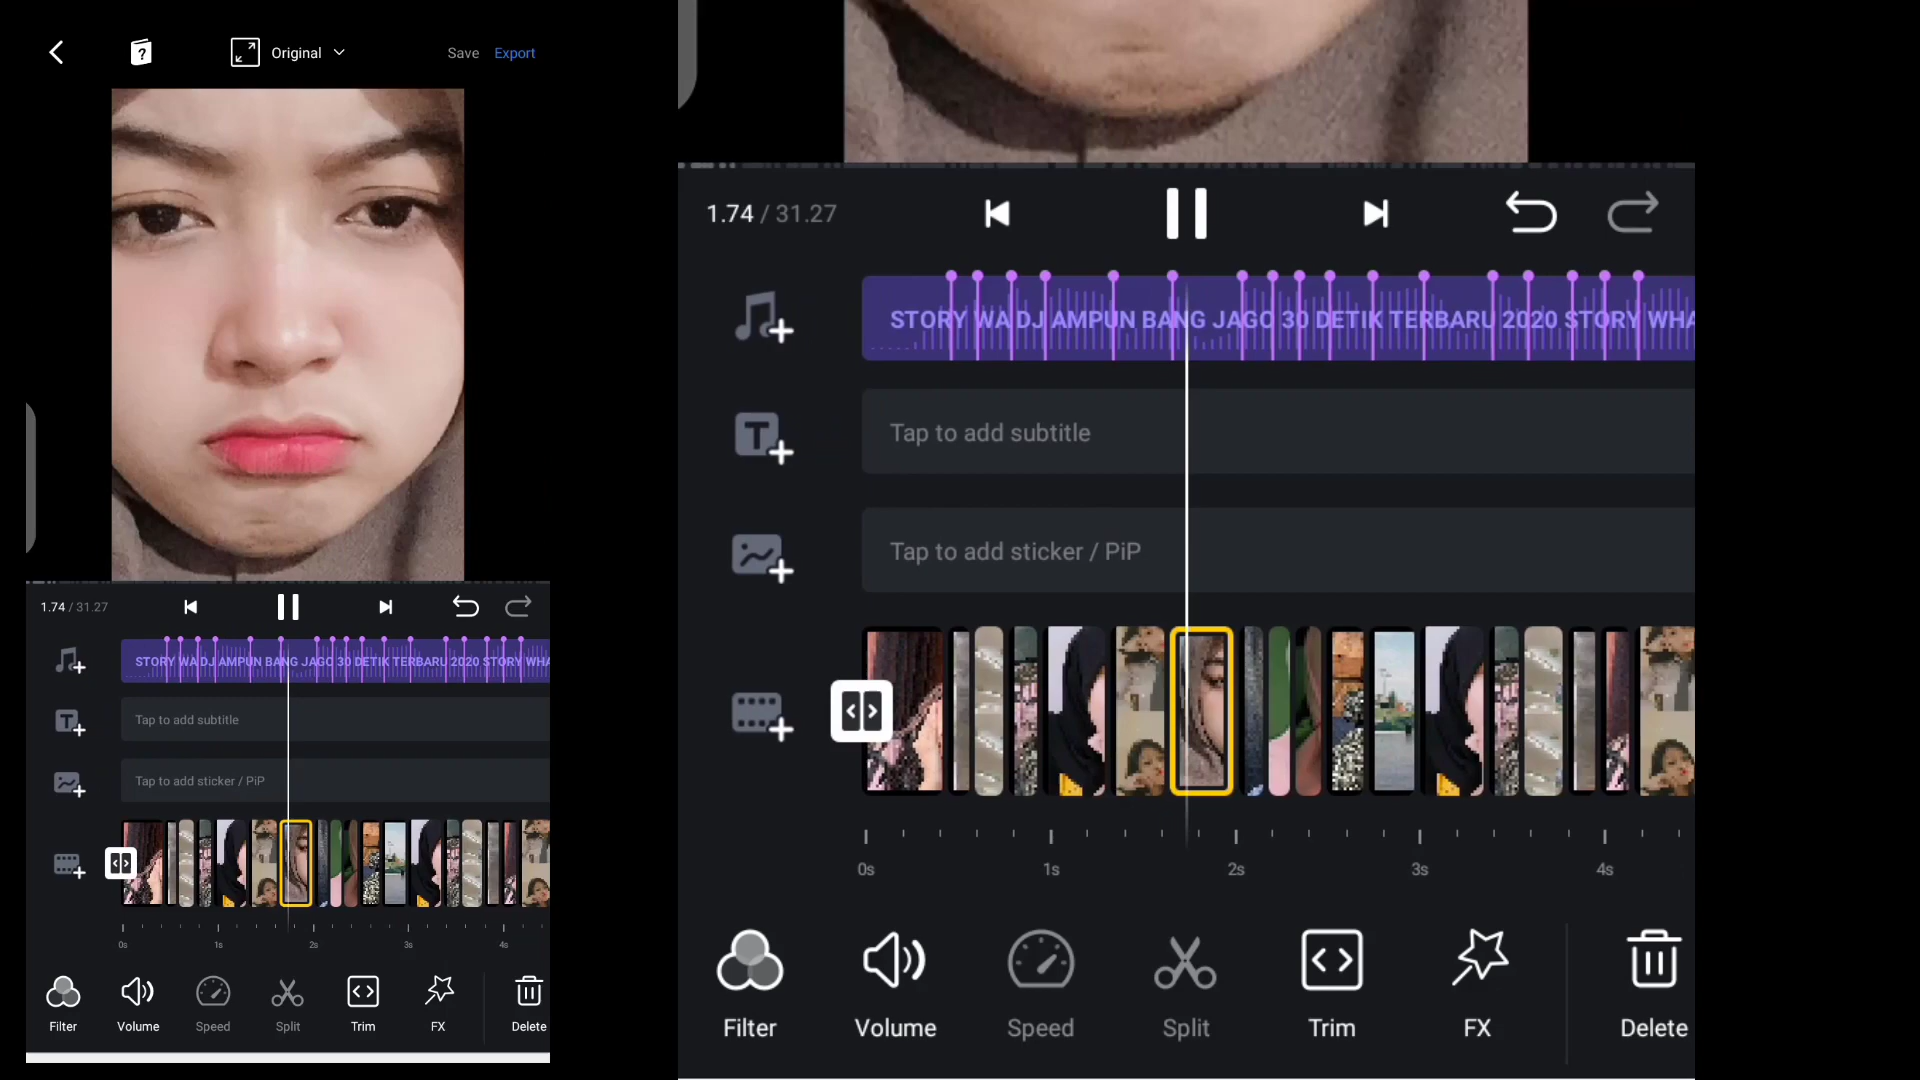 Original
Save Export
1.74 / 31.27
STORY WA DJ AMPUN BANG JAGO 30 DETIK TERBARU 2020 STORY WHA
Tap to add subtitle
Tap to add sticker / PiP
0s 1s 2s 3s 4s
Filter Volume Speed Split Trim FX Delete
1.74 / 31.27
STORY WA DJ AMPUN BANG JAGO 30 DETIK TERBARU 2020 STORY WHA
Tap to add subtitle
Tap to add sticker / PiP
0s 1s 2s 3s 4s
Filter Volume Speed Split Trim FX Delete